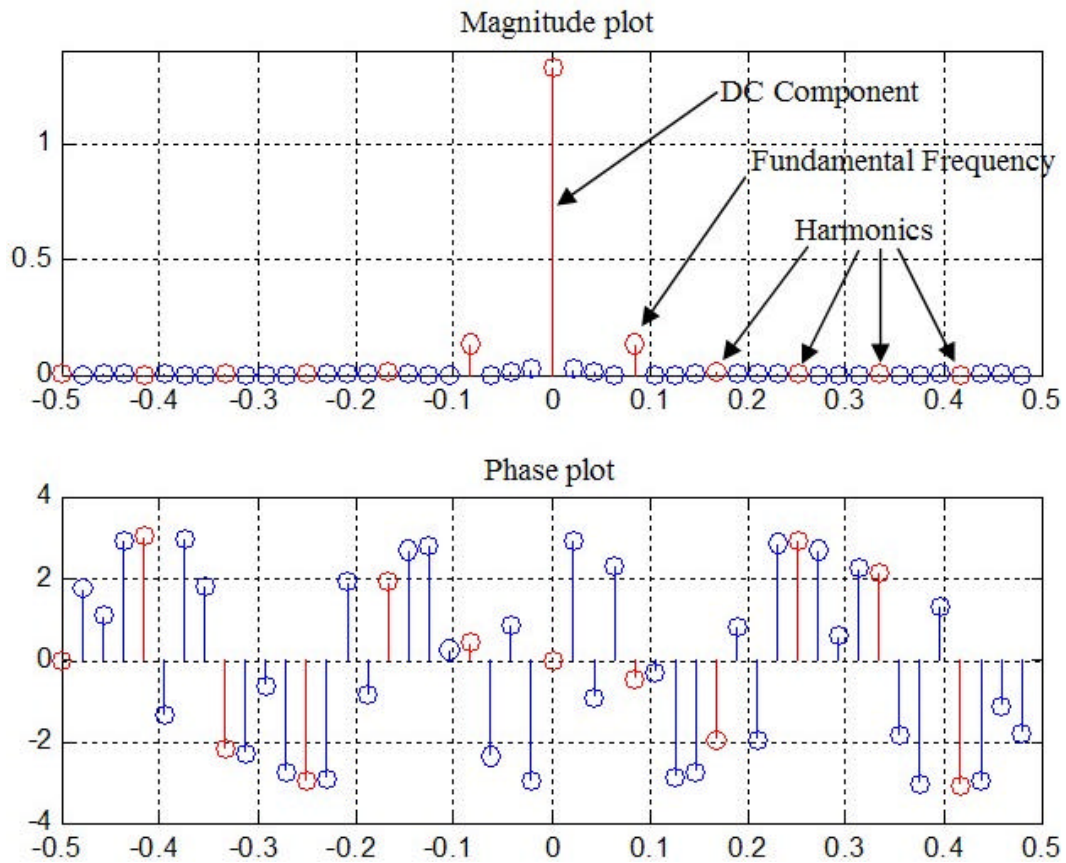 Magnitude plot
DC Component
Fundamental Frequency
Harmonics
1
0.5
0
-0.5 -0.4 -0.3 -0.2 -0.1 0 0.1 0.2 0.3 0.4 0.5
Phase plot
4
2
0
-2
-4
-0.5 -0.4 -0.3 -0.2 -0.1 0 0.1 0.2 0.3 0.4 0.5